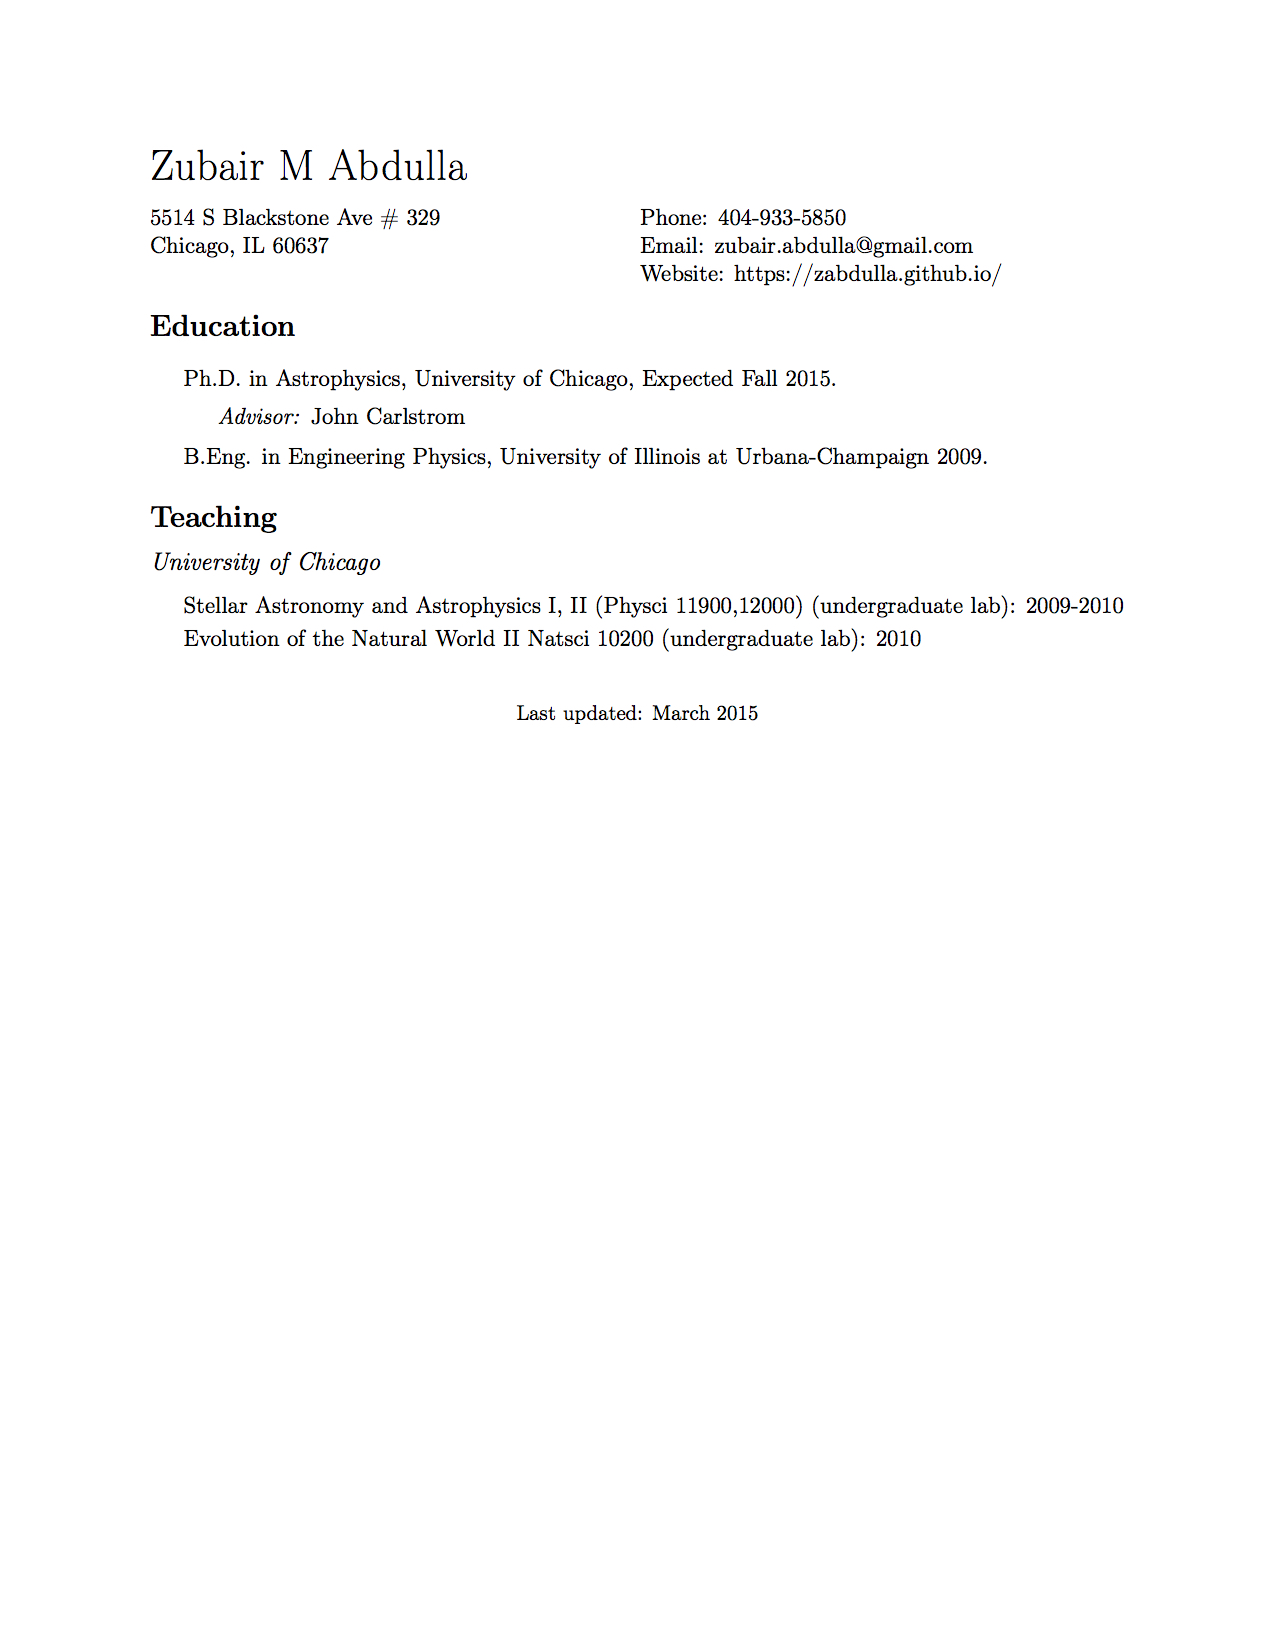 Zubair M Abdulla
5514 S Blackstone Ave # 329
Chicago, IL 60637
Phone: 404-933-5850
Email: zubair.abdulla@gmail.com
Website: https://zabdulla.github.io/
Education
Ph.D. in Astrophysics, University of Chicago, Expected Fall 2015.
Advisor: John Carlstrom
B.Eng. in Engineering Physics, University of Illinois at Urbana-Champaign 2009.
Teaching
University of Chicago
Stellar Astronomy and Astrophysics I, II (Physci 11900,12000) (undergraduate lab): 2009-2010
Evolution of the Natural World II Natsci 10200 (undergraduate lab): 2010
Last updated: March 2015